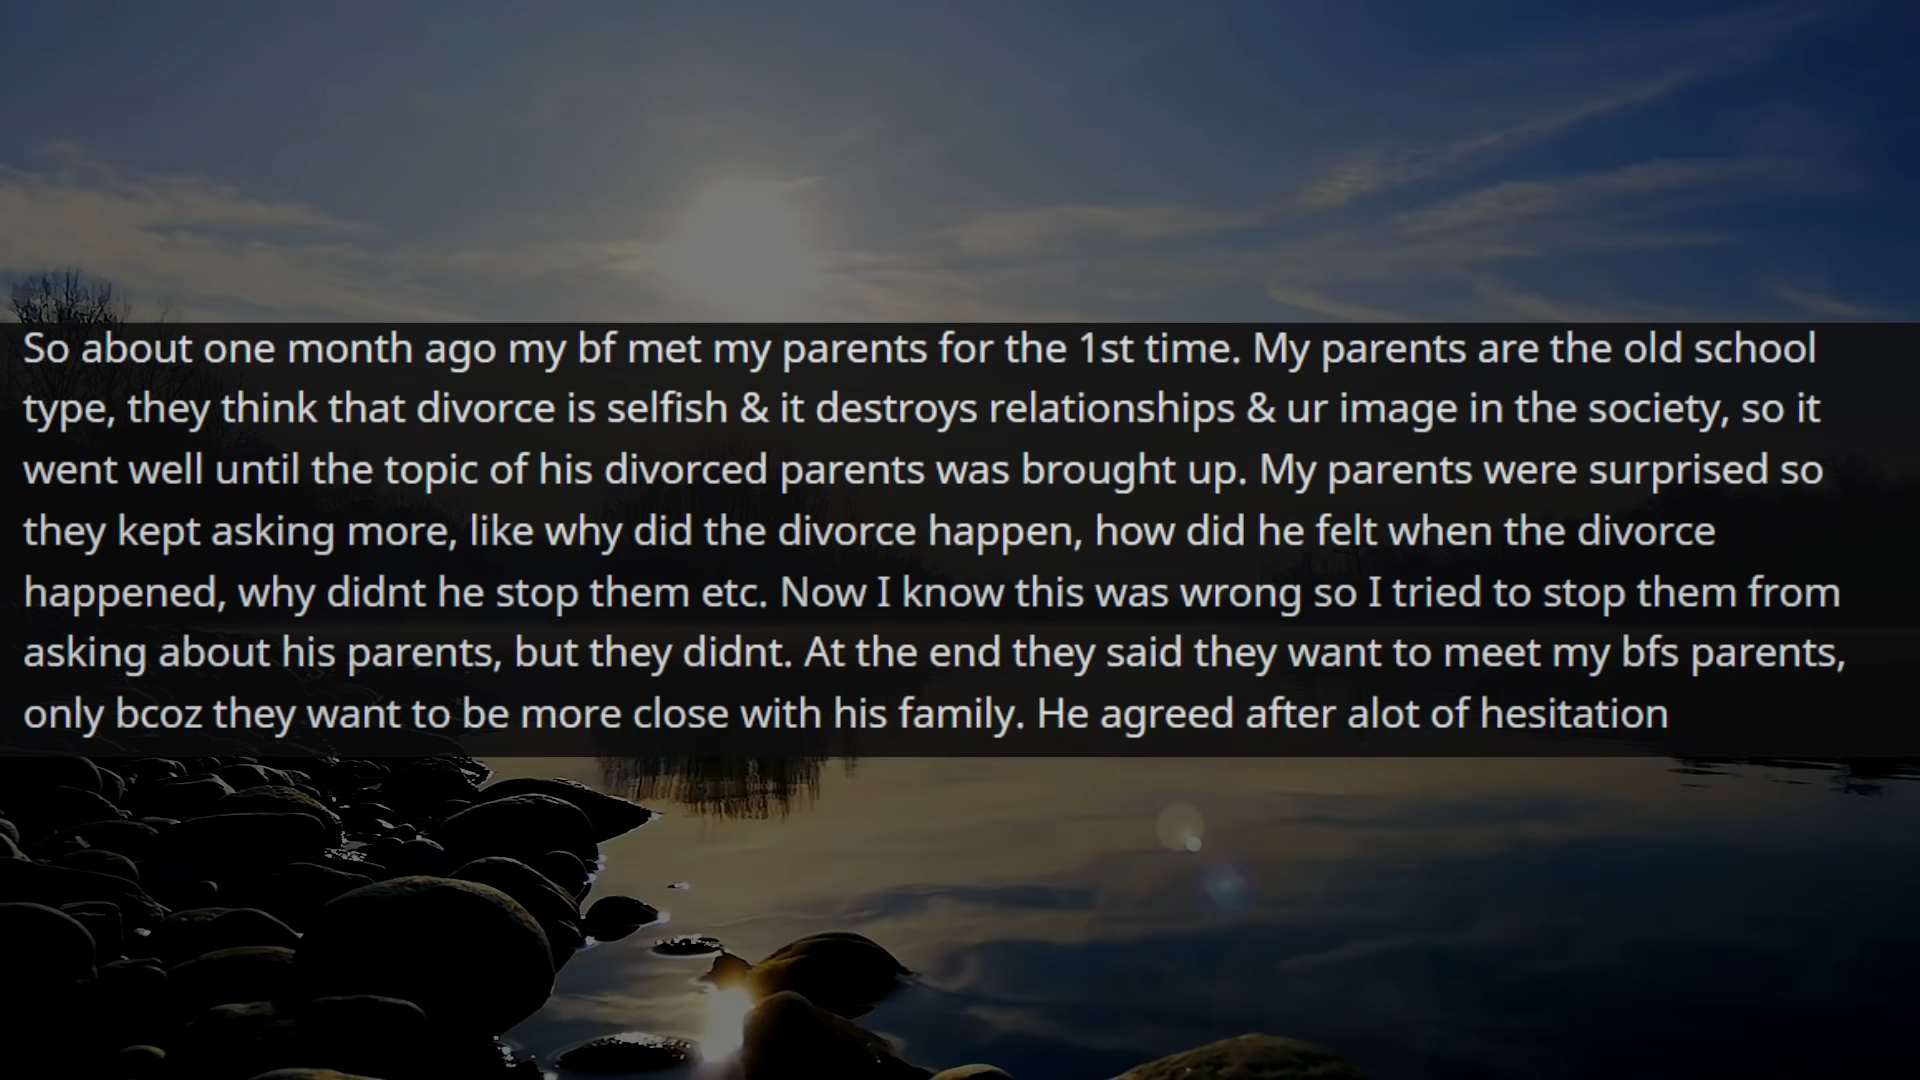 So about one month ago my bf met my parents for the 1st time. My parents are the old school
type, they think that divorce is selfish & it destroys relationships & ur image in the society, so it
went well until the topic of his divorced parents was brought up. My parents were surprised so
they kept asking more, like why did the divorce happen, how did he felt when the divorce
happened, why didnt he stop them etc. Now I know this was wrong so I tried to stop them from
asking about his parents, but they didnt. At the end they said they want to meet my bfs parents,
only bcoz they want to be more close with his family. He agreed after alot of hesitation